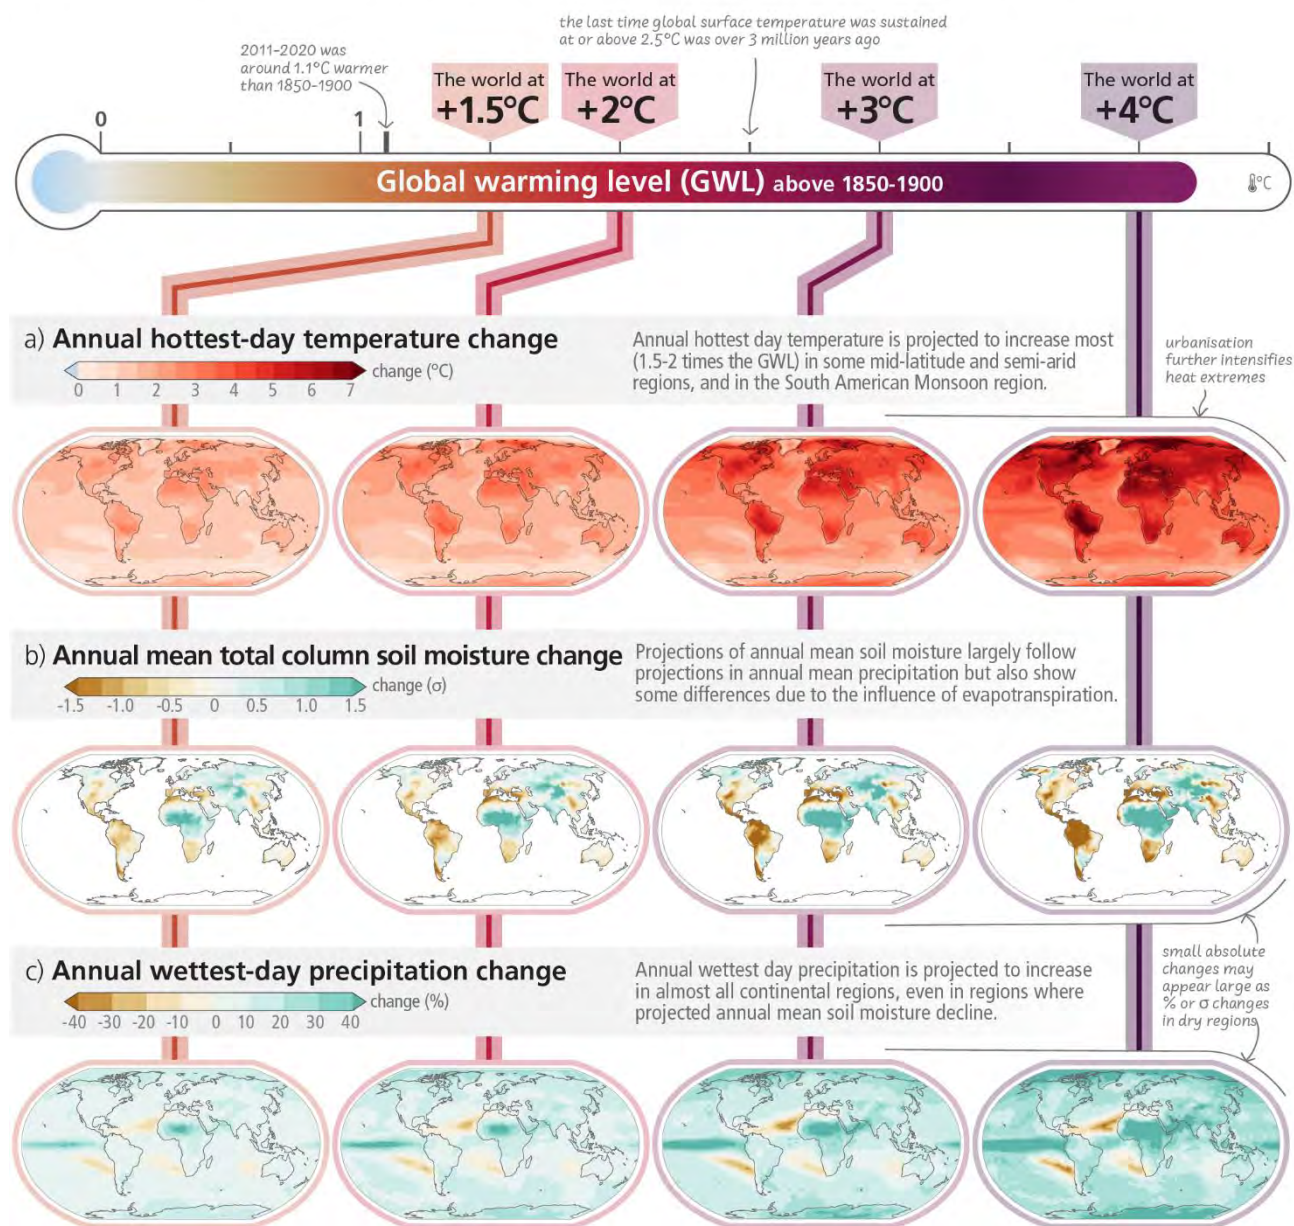 the last time global surface temperature was sustained
at or above 2.5°C was over 3 million years ago
2011-2020 was
around 1.1°C warmer
than 1850-1900
The world at
+1.5°C
The world at
+2°C
The world at
+3°C
The world at
+4°C
0
1
Global warming level (GWL) above 1850-1900
°C
a) Annual hottest-day temperature change
change (°C)
0 1 2 3 4 5 6 7
Annual hottest day temperature is projected to increase most
(1.5-2 times the GWL) in some mid-latitude and semi-arid
regions, and in the South American Monsoon region.
urbanisation
further intensifies
heat extremes
b) Annual mean total column soil moisture change
change (σ)
-1.5 -1.0 -0.5 0 0.5 1.0 1.5
Projections of annual mean soil moisture largely follow
projections in annual mean precipitation but also show
some differences due to the influence of evapotranspiration.
c) Annual wettest-day precipitation change
change (%)
-40 -30 -20 -10 0 10 20 30 40
Annual wettest day precipitation is projected to increase
in almost all continental regions, even in regions where
projected annual mean soil moisture decline.
small absolute
changes may
appear large as
% or σ changes
in dry regions